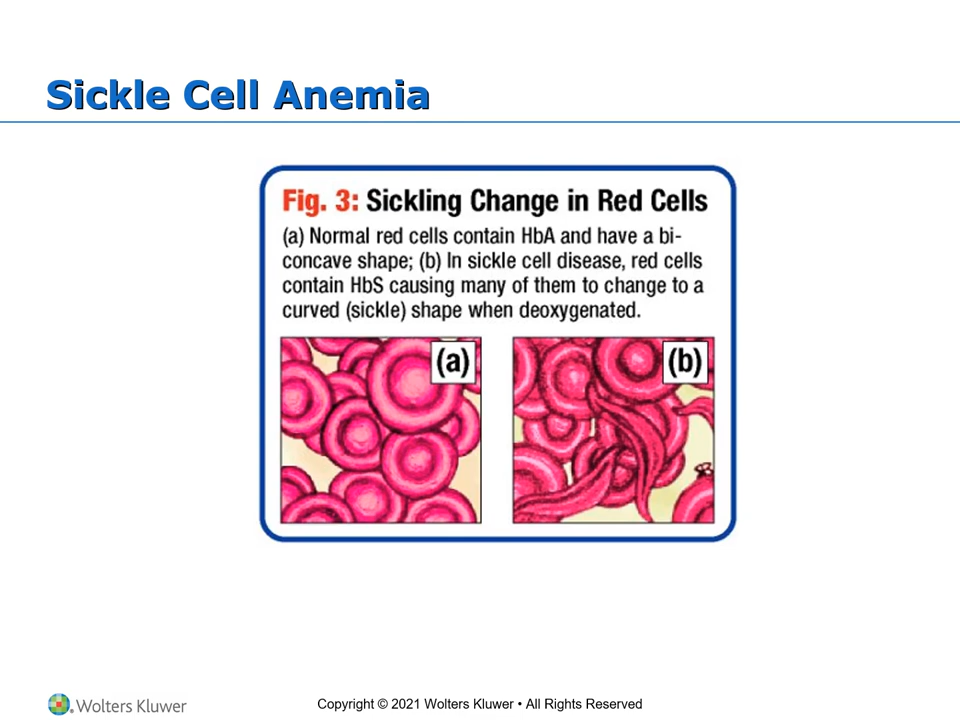 Sickle Cell Anemia
Fig. 3: Sickling Change in Red Cells
(a) Normal red cells contain HbA and have a bi-
concave shape; (b) In sickle cell disease, red cells
contain HbS causing many of them to change to a
curved (sickle) shape when deoxygenated.
(a)
(b)
Wolters Kluwer
Copyright © 2021 Wolters Kluwer • All Rights Reserved